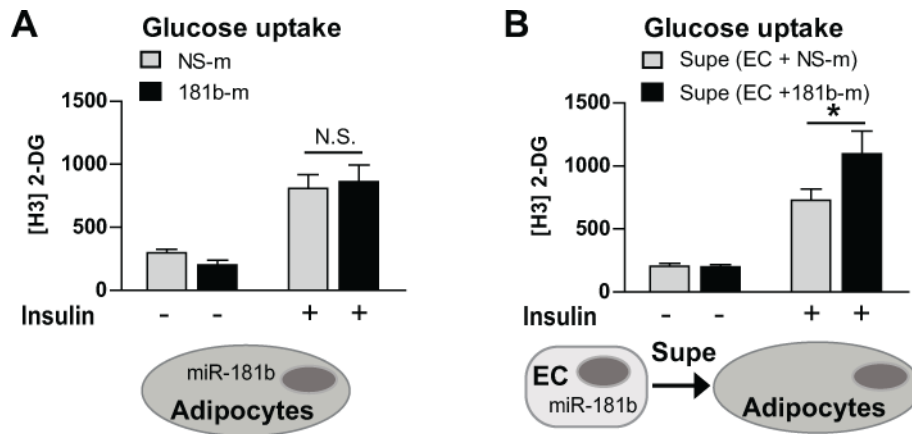 A
Glucose uptake
NS-m
181b-m
1500
1000
500
0
[H3] 2-DG
N.S.
Insulin - - + +
miR-181b
Adipocytes
B
Glucose uptake
Supe (EC + NS-m)
Supe (EC +181b-m)
1500
1000
500
0
[H3] 2-DG
*
Insulin - - + +
EC
miR-181b
Supe
Adipocytes